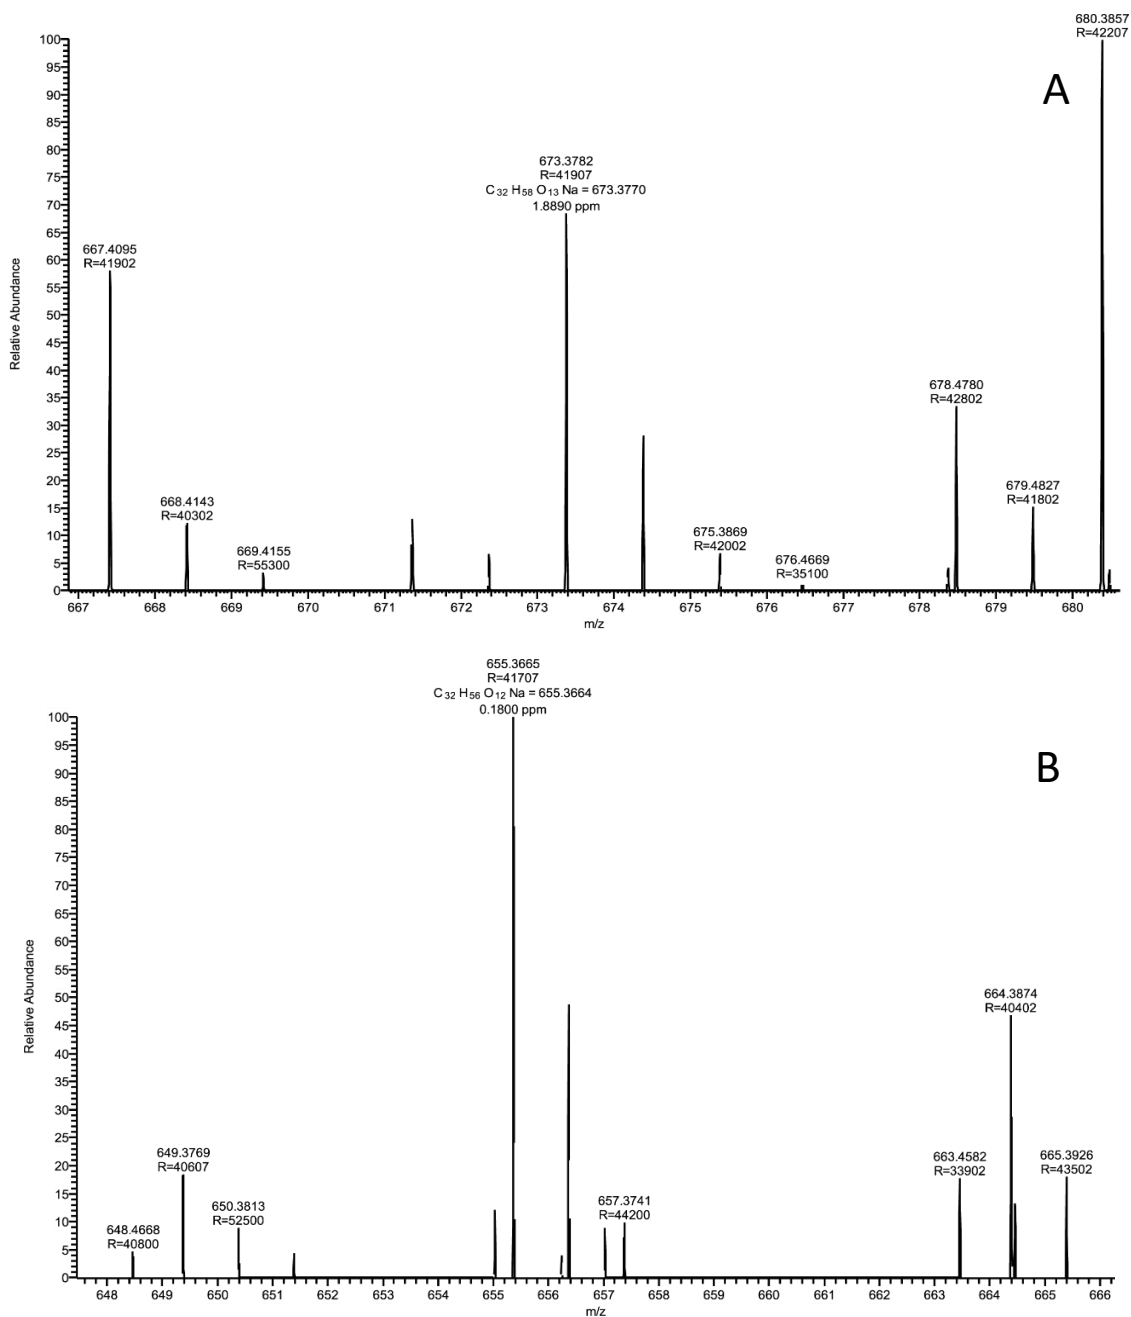 680.3857
R=42207
A
673.3782
R=41907
C32 H58 O13 Na = 673.3770
1.8890 ppm
667.4095
R=41902
678.4780
R=42802
668.4143
R=40302
679.4827
R=41802
669.4155
R=55300
675.3869
R=42002
676.4669
R=35100
100
95
90
85
80
75
70
65
60
55
50
45
40
35
30
25
20
15
10
5
0
Relative Abundance
667 668 669 670 671 672 673 674 675 676 677 678 679 680
m/z
655.3665
R=41707
C32 H56 O12 Na = 655.3664
0.1800 ppm
B
664.3874
R=40402
649.3769
R=40607
663.4582
R=33902
665.3926
R=43502
650.3813
R=52500
657.3741
R=44200
648.4668
R=40800
100
95
90
85
80
75
70
65
60
55
50
45
40
35
30
25
20
15
10
5
0
Relative Abundance
648 649 650 651 652 653 654 655 656 657 658 659 660 661 662 663 664 665 666
m/z